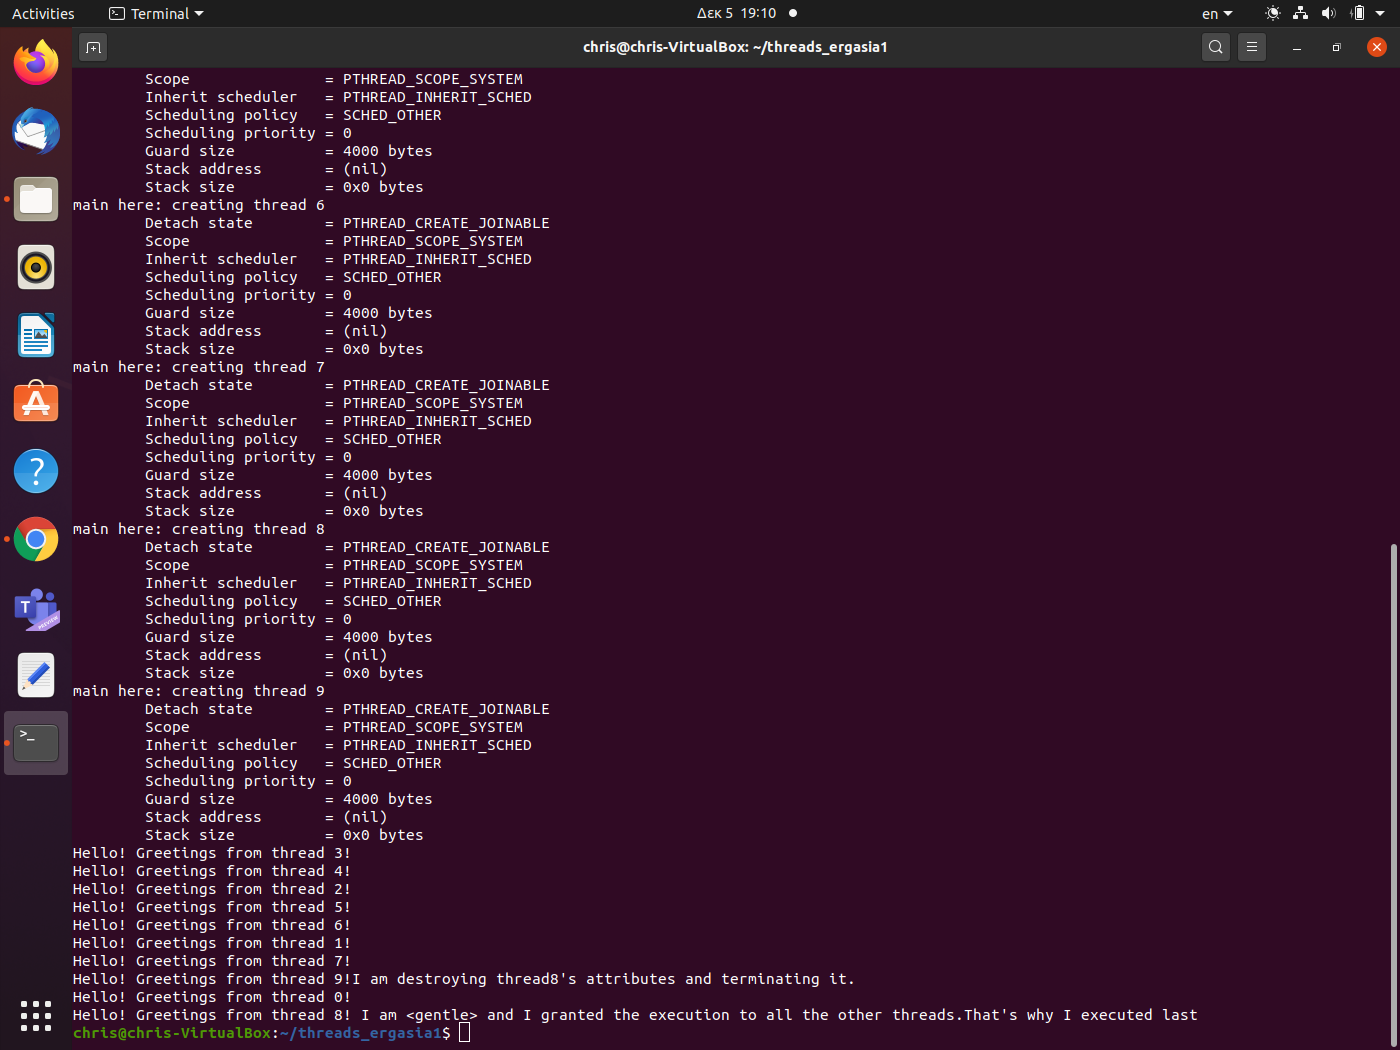 Activities Terminal Δεκ 5 19:10 en
chris@chris-VirtualBox: ~/threads_ergasia1
Scope = PTHREAD_SCOPE_SYSTEM
Inherit scheduler = PTHREAD_INHERIT_SCHED
Scheduling policy = SCHED_OTHER
Scheduling priority = 0
Guard size = 4000 bytes
Stack address = (nil)
Stack size = 0x0 bytes
main here: creating thread 6
Detach state = PTHREAD_CREATE_JOINABLE
Scope = PTHREAD_SCOPE_SYSTEM
Inherit scheduler = PTHREAD_INHERIT_SCHED
Scheduling policy = SCHED_OTHER
Scheduling priority = 0
Guard size = 4000 bytes
Stack address = (nil)
Stack size = 0x0 bytes
main here: creating thread 7
Detach state = PTHREAD_CREATE_JOINABLE
Scope = PTHREAD_SCOPE_SYSTEM
Inherit scheduler = PTHREAD_INHERIT_SCHED
Scheduling policy = SCHED_OTHER
Scheduling priority = 0
Guard size = 4000 bytes
Stack address = (nil)
Stack size = 0x0 bytes
main here: creating thread 8
Detach state = PTHREAD_CREATE_JOINABLE
Scope = PTHREAD_SCOPE_SYSTEM
Inherit scheduler = PTHREAD_INHERIT_SCHED
Scheduling policy = SCHED_OTHER
Scheduling priority = 0
Guard size = 4000 bytes
Stack address = (nil)
Stack size = 0x0 bytes
main here: creating thread 9
Detach state = PTHREAD_CREATE_JOINABLE
Scope = PTHREAD_SCOPE_SYSTEM
Inherit scheduler = PTHREAD_INHERIT_SCHED
Scheduling policy = SCHED_OTHER
Scheduling priority = 0
Guard size = 4000 bytes
Stack address = (nil)
Stack size = 0x0 bytes
Hello! Greetings from thread 3!
Hello! Greetings from thread 4!
Hello! Greetings from thread 2!
Hello! Greetings from thread 5!
Hello! Greetings from thread 6!
Hello! Greetings from thread 1!
Hello! Greetings from thread 7!
Hello! Greetings from thread 9!I am destroying thread8's attributes and terminating it.
Hello! Greetings from thread 0!
Hello! Greetings from thread 8! I am <gentle> and I granted the execution to all the other threads.That's why I executed last
chris@chris-VirtualBox:~/threads_ergasia1$